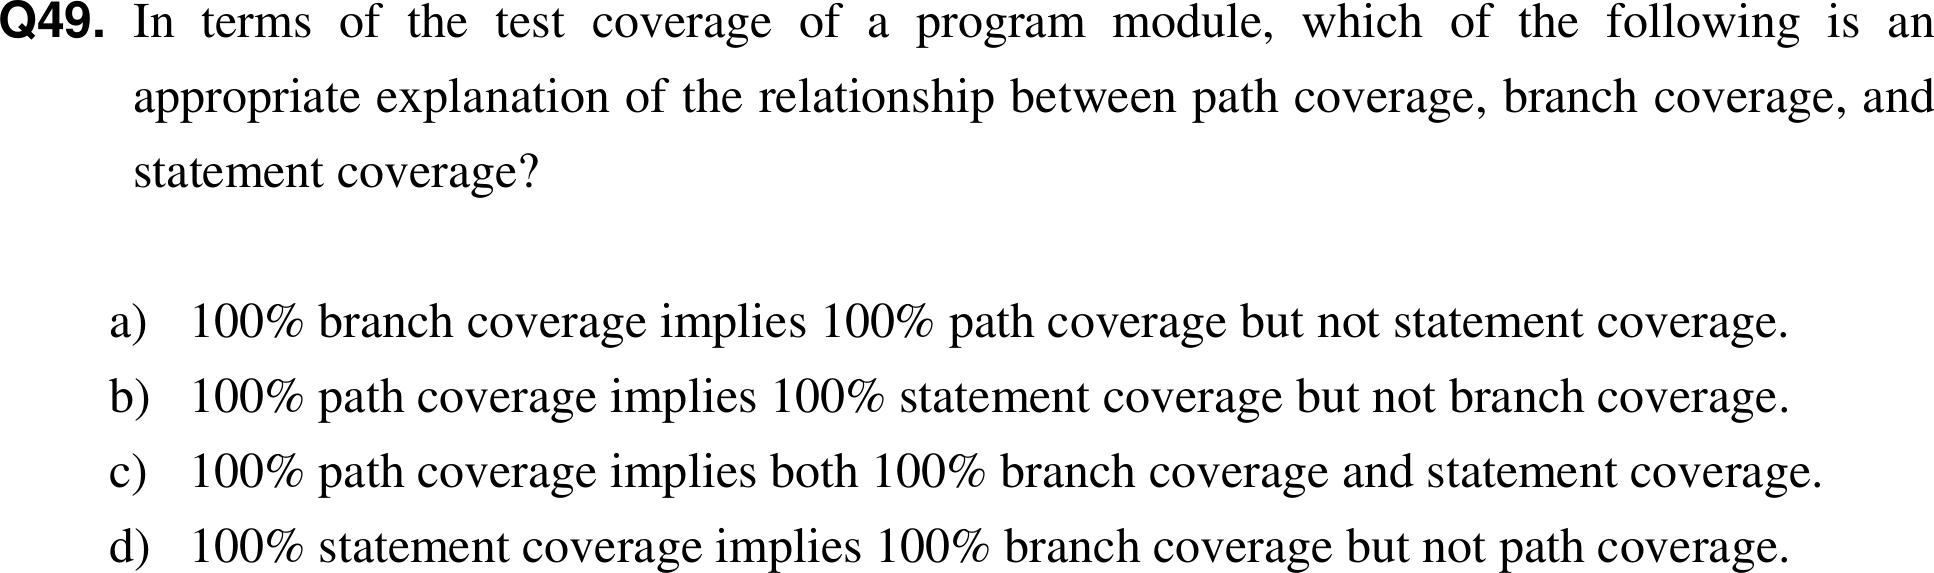 Q49. In terms of the test coverage of a program module, which of the following is an
appropriate explanation of the relationship between path coverage, branch coverage, and
statement coverage?
a) 100% branch coverage implies 100% path coverage but not statement coverage.
b) 100% path coverage implies 100% statement coverage but not branch coverage.
c) 100% path coverage implies both 100% branch coverage and statement coverage.
d) 100% statement coverage implies 100% branch coverage but not path coverage.